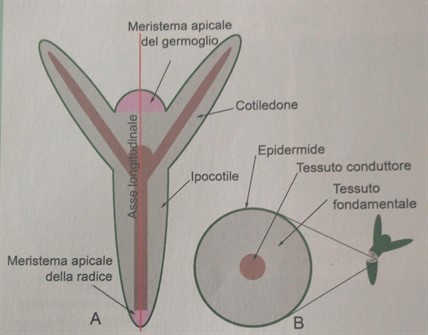 Meristema apicale
del germoglio
Cotiledone
Asse longitudinale
Ipocotile
Epidermide
Tessuto conduttore
Tessuto
fondamentale
Meristema apicale
della radice
A
B